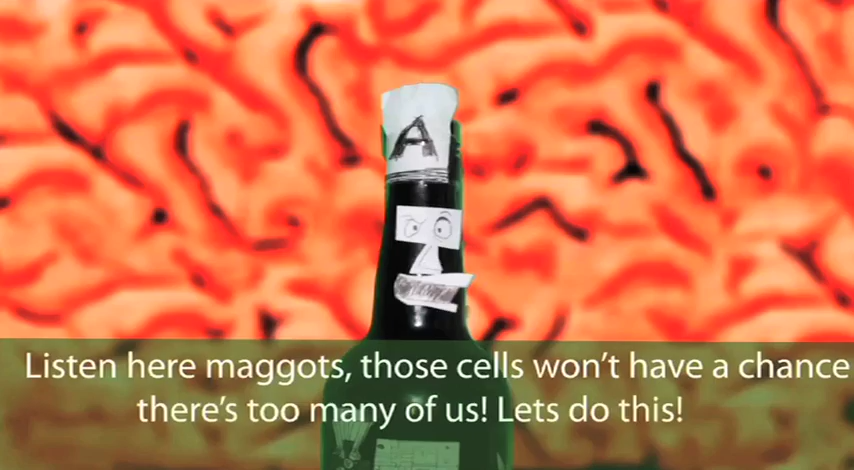 A
Listen here maggots, those cells won't have a chance
there's too many of us! Lets do this!